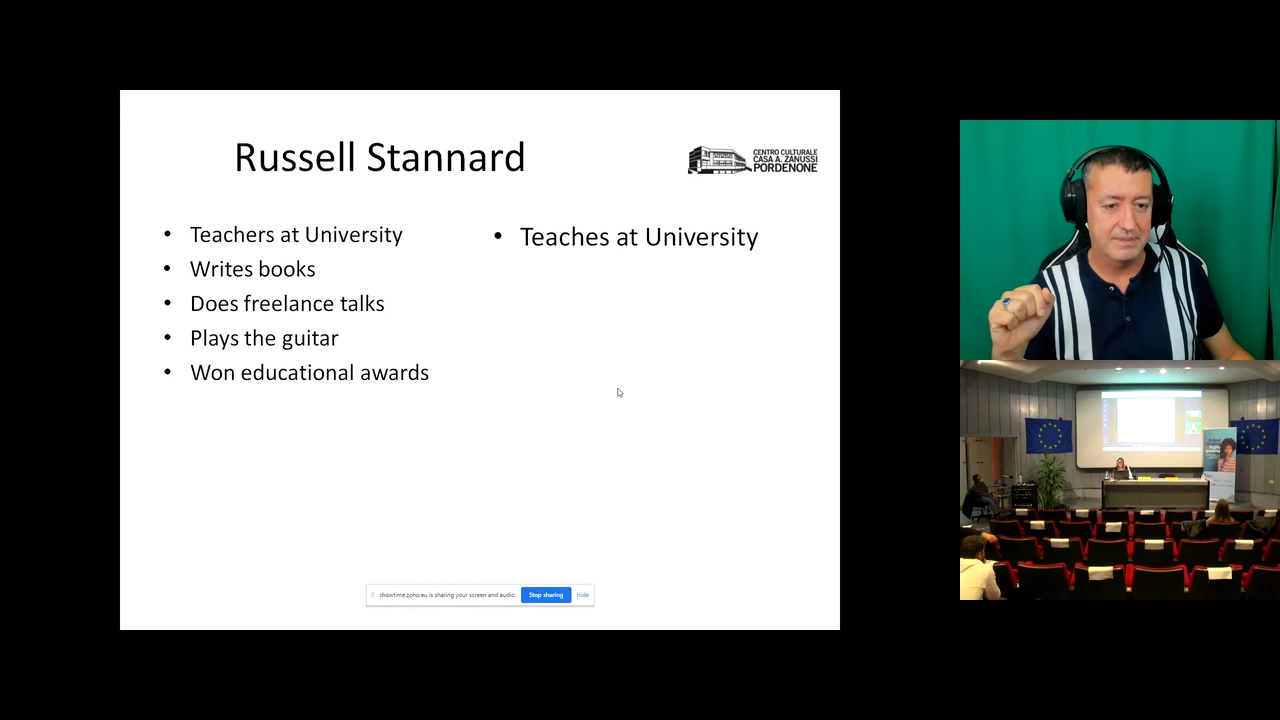 Russell Stannard
CENTRO CULTURALE
CASA A. ZANUSSI
PORDENONE
• Teachers at University
• Writes books
• Does freelance talks
• Plays the guitar
• Won educational awards
• Teaches at University
showtime.zoho.eu is sharing your screen and audio.
Stop sharing
Hide